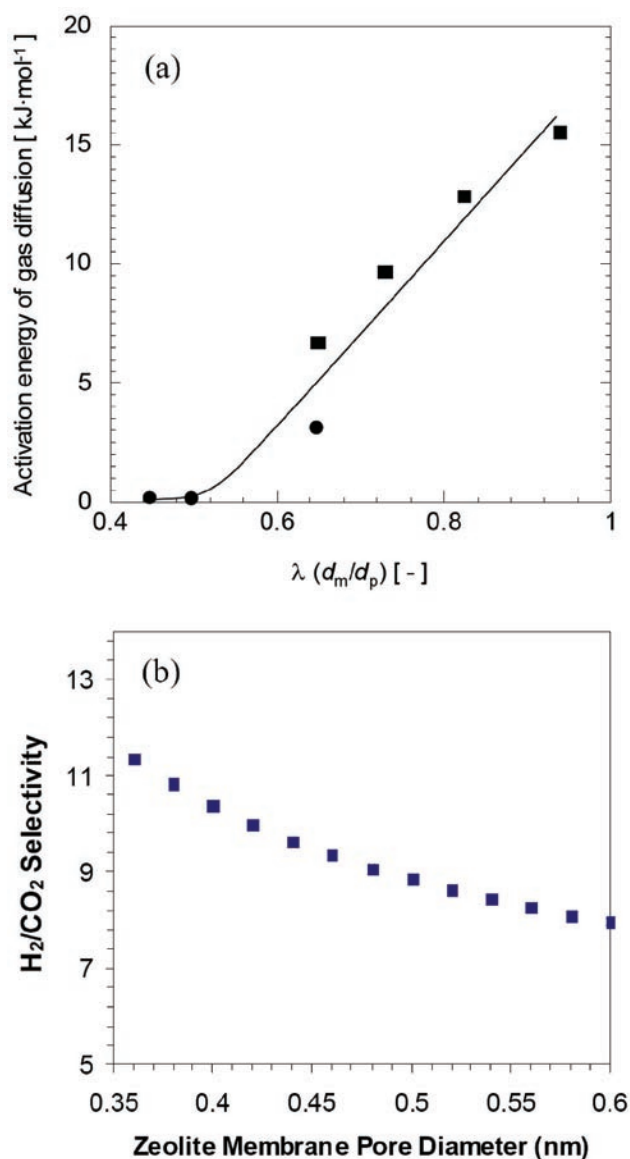 (a)
Activation energy of gas diffusion [ kJ·mol⁻¹ ]
20
15
10
5
0
0.4 0.6 0.8 1
λ (dₘ/dₚ) [ - ]
(b)
H₂/CO₂ Selectivity
13
11
9
7
5
0.35 0.4 0.45 0.5 0.55 0.6
Zeolite Membrane Pore Diameter (nm)